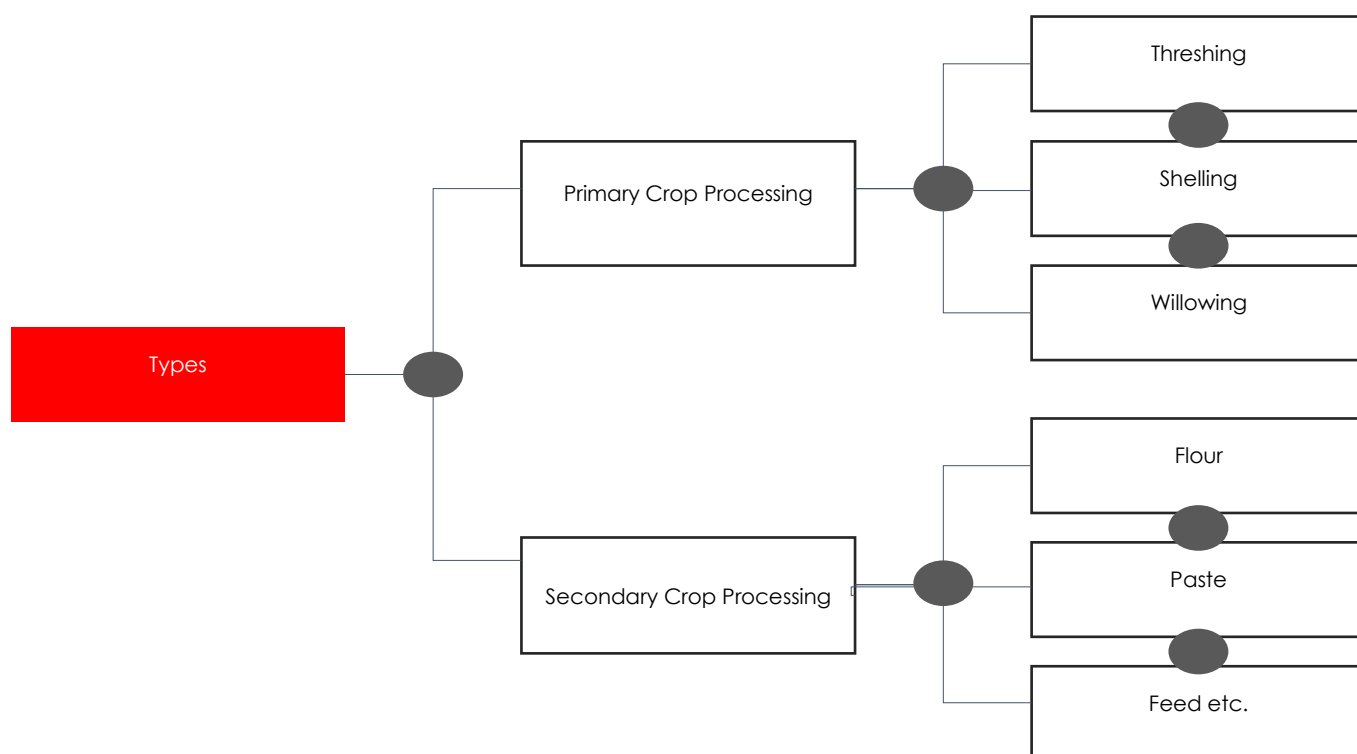 Types
Primary Crop Processing
Threshing
Shelling
Willowing
Secondary Crop Processing
Flour
Paste
Feed etc.